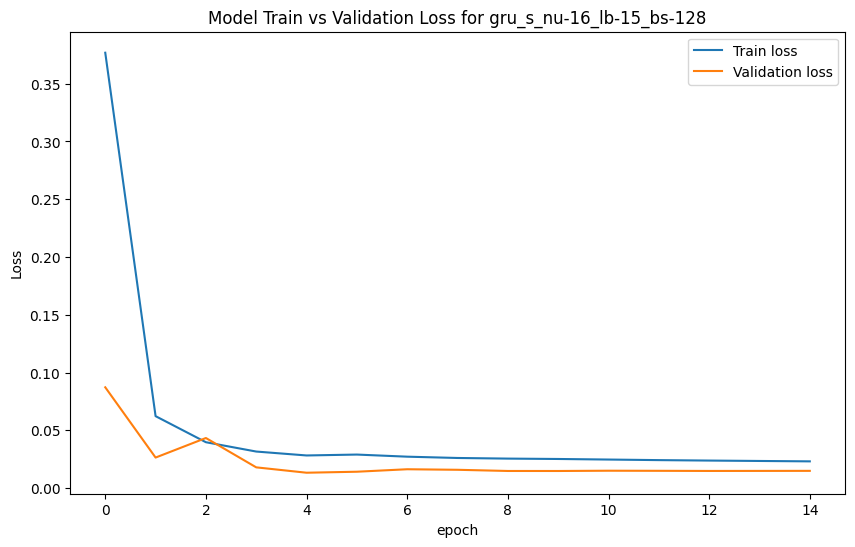 Model Train vs Validation Loss for gru_s_nu-16_lb-15_bs-128
Train loss
Validation loss
0.35
0.30
0.25
0.20
0.15
0.10
0.05
0.00
Loss
0 2 4 6 8 10 12 14
epoch